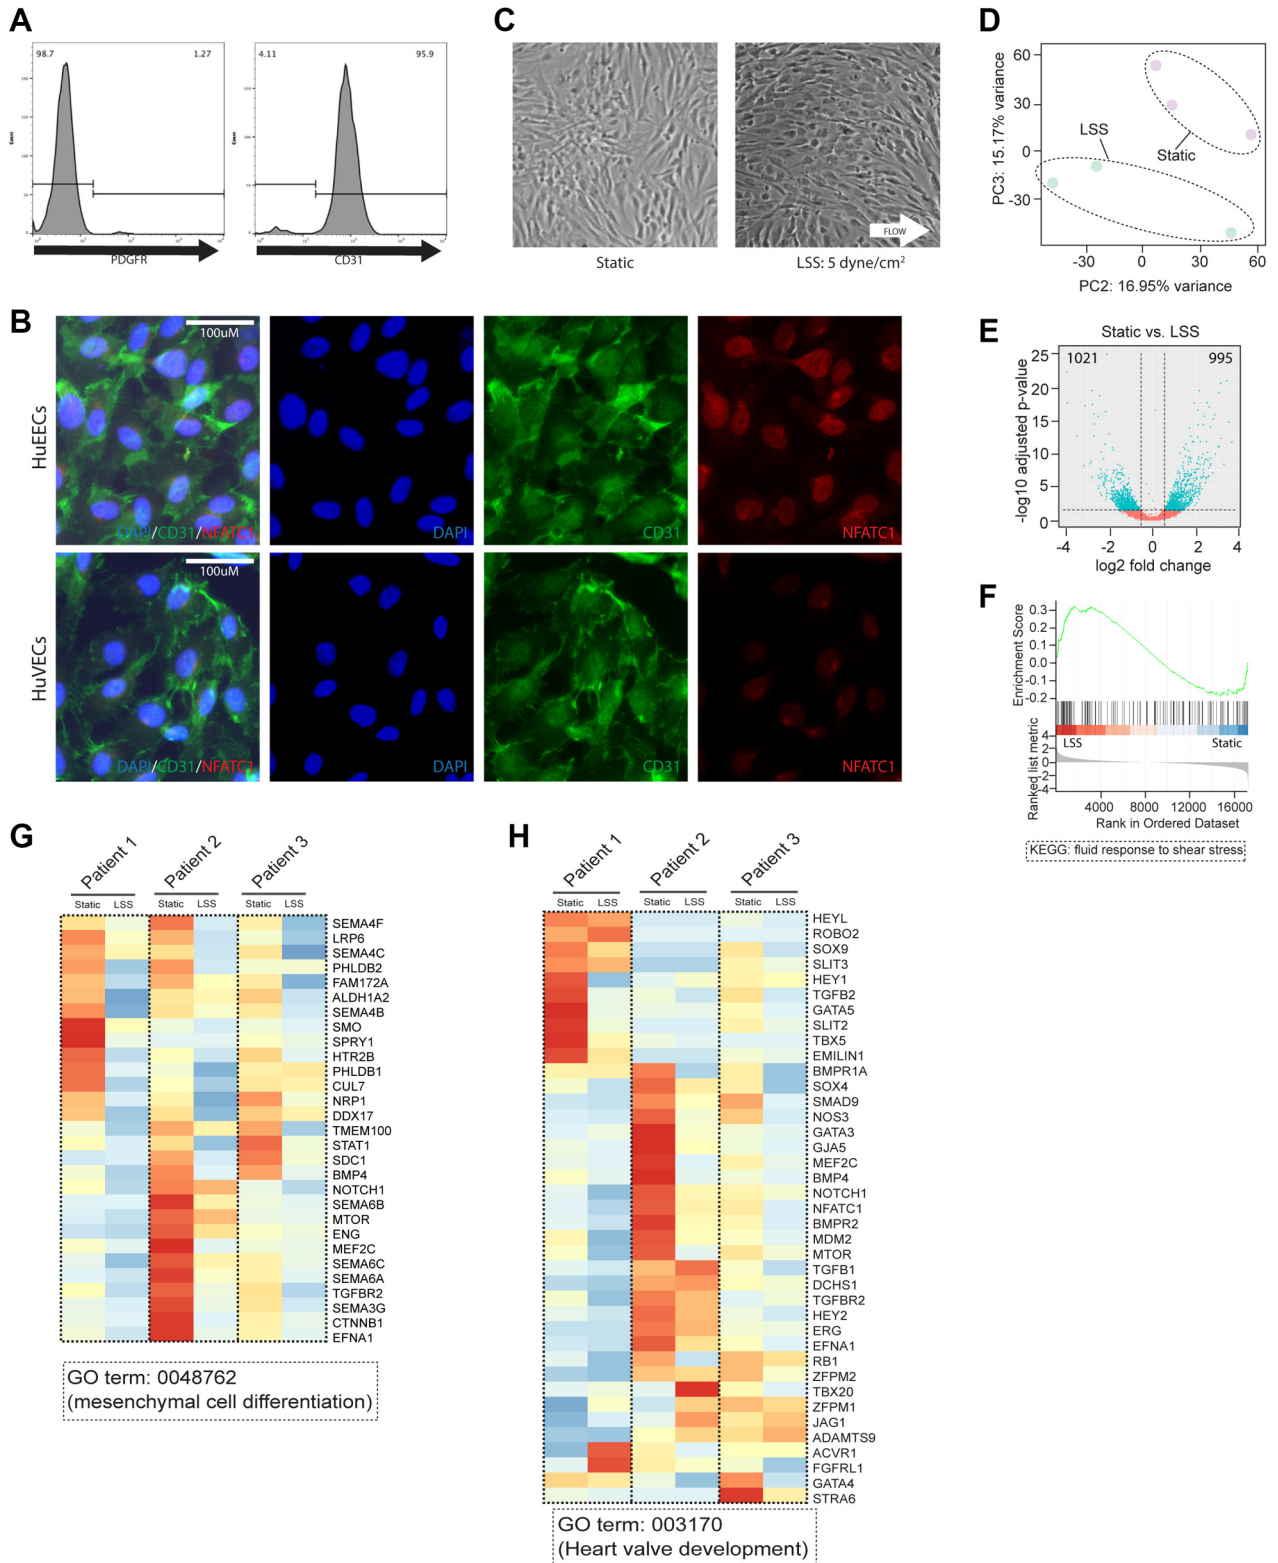 A
98.7
1.27
Count
PDGFR
4.11
95.9
Count
CD31
C
Static
FLOW
LSS: 5 dyne/cm²
D
60
30
0
-30
PC3: 15.17% variance
LSS
Static
-30
0
30
60
PC2: 16.95% variance
B
HuEECs
100uM
DAPI/CD31/NFATC1
DAPI
CD31
NFATC1
HuVECs
100uM
DAPI/CD31/NFATC1
DAPI
CD31
NFATC1
E
Static vs. LSS
1021
995
25
20
15
10
5
0
-log10 adjusted p-value
-4
-2
0
2
4
log2 fold change
F
0.3
0.2
0.1
0.0
-0.1
-0.2
Enrichment Score
LSS
Static
4
2
0
-2
-4
Ranked list metric
4000
8000
12000
16000
Rank in Ordered Dataset
KEGG: fluid response to shear stress
G
Patient 1
Patient 2
Patient 3
Static LSS Static LSS Static LSS
SEMA4F
LRP6
SEMA4C
PHLDB2
FAM172A
ALDH1A2
SEMA4B
SMO
SPRY1
HTR2B
PHLDB1
CUL7
NRP1
DDX17
TMEM100
STAT1
SDC1
BMP4
NOTCH1
SEMA6B
MTOR
ENG
MEF2C
SEMA6C
SEMA6A
TGFBR2
SEMA3G
CTNNB1
EFNA1
GO term: 0048762
(mesenchymal cell differentiation)
H
Patient 1
Patient 2
Patient 3
Static LSS Static LSS Static LSS
HEYL
ROBO2
SOX9
SLIT3
HEY1
TGFB2
GATA5
SLIT2
TBX5
EMILIN1
BMPR1A
SOX4
SMAD9
NOS3
GATA3
GJA5
MEF2C
BMP4
NOTCH1
NFATC1
BMPR2
MDM2
MTOR
TGFB1
DCHS1
TGFBR2
HEY2
ERG
EFNA1
RB1
ZFPM2
TBX20
ZFPM1
JAG1
ADAMTS9
ACVR1
FGFRL1
GATA4
STRA6
GO term: 003170
(Heart valve development)